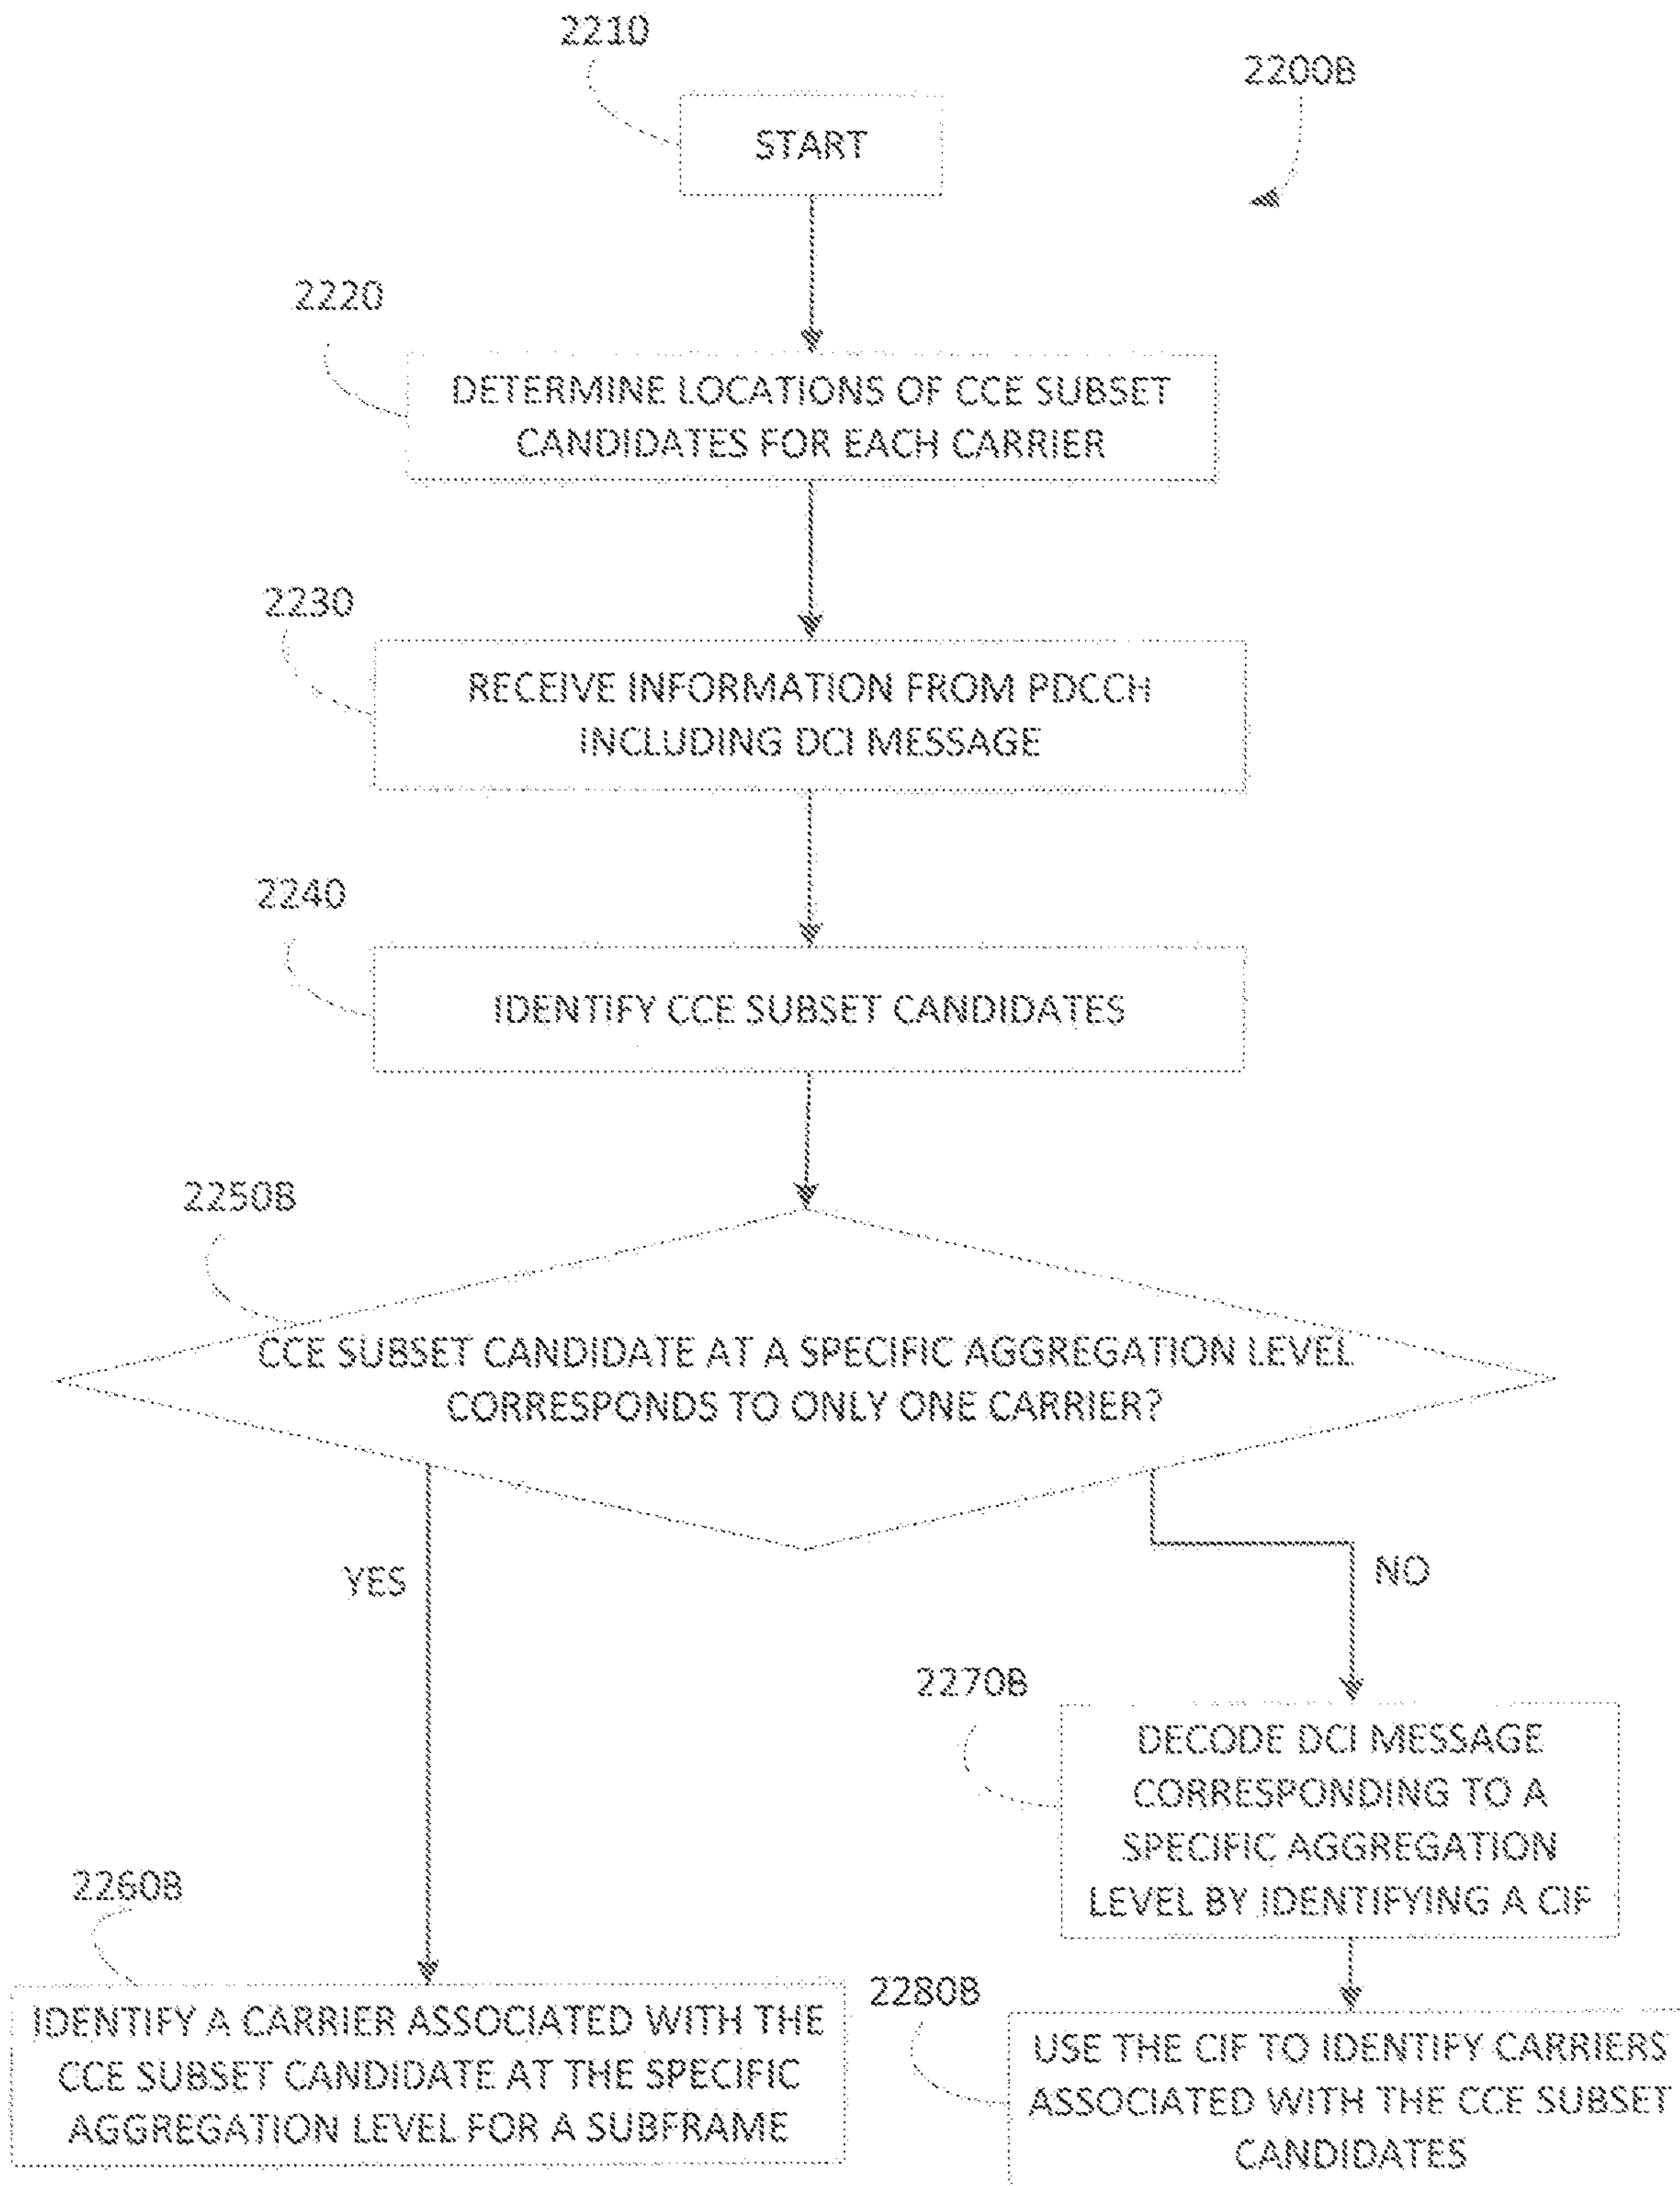 2210
2200B
START
2220
DETERMINE LOCATIONS OF CCE SUBSET
CANDIDATES FOR EACH CARRIER
2230
RECEIVE INFORMATION FROM PDCCH
INCLUDING DCI MESSAGE
2240
IDENTIFY CCE SUBSET CANDIDATES
2250B
CCE SUBSET CANDIDATE AT A SPECIFIC AGGREGATION LEVEL
CORRESPONDS TO ONLY ONE CARRIER?
YES
NO
2270B
DECODE DCI MESSAGE
CORRESPONDING TO A
SPECIFIC AGGREGATION
LEVEL BY IDENTIFYING A CIF
2260B
IDENTIFY A CARRIER ASSOCIATED WITH THE
CCE SUBSET CANDIDATE AT THE SPECIFIC
AGGREGATION LEVEL FOR A SUBFRAME
2280B
USE THE CIF TO IDENTIFY CARRIERS
ASSOCIATED WITH THE CCE SUBSET
CANDIDATES